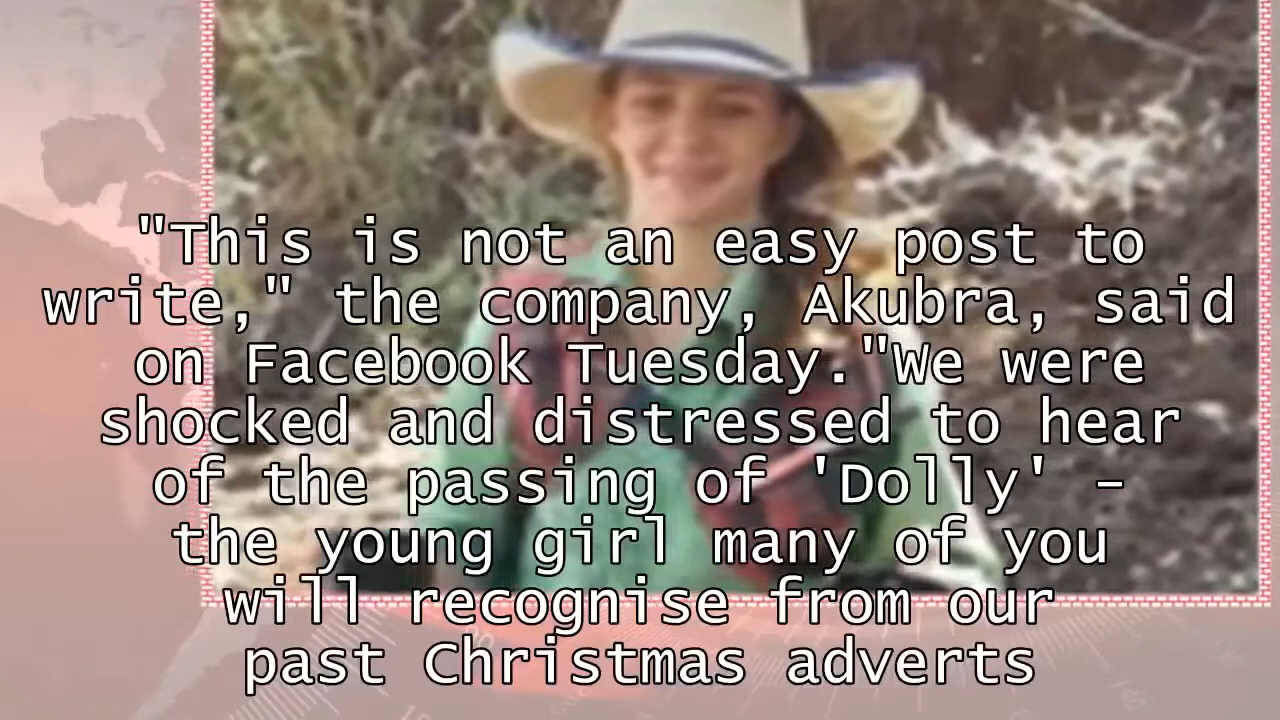 "This is not an easy post to
write," the company, Akubra, said
on Facebook Tuesday."We were
shocked and distressed to hear
of the passing of 'Dolly' –
the young girl many of you
will recognise from our
past Christmas adverts